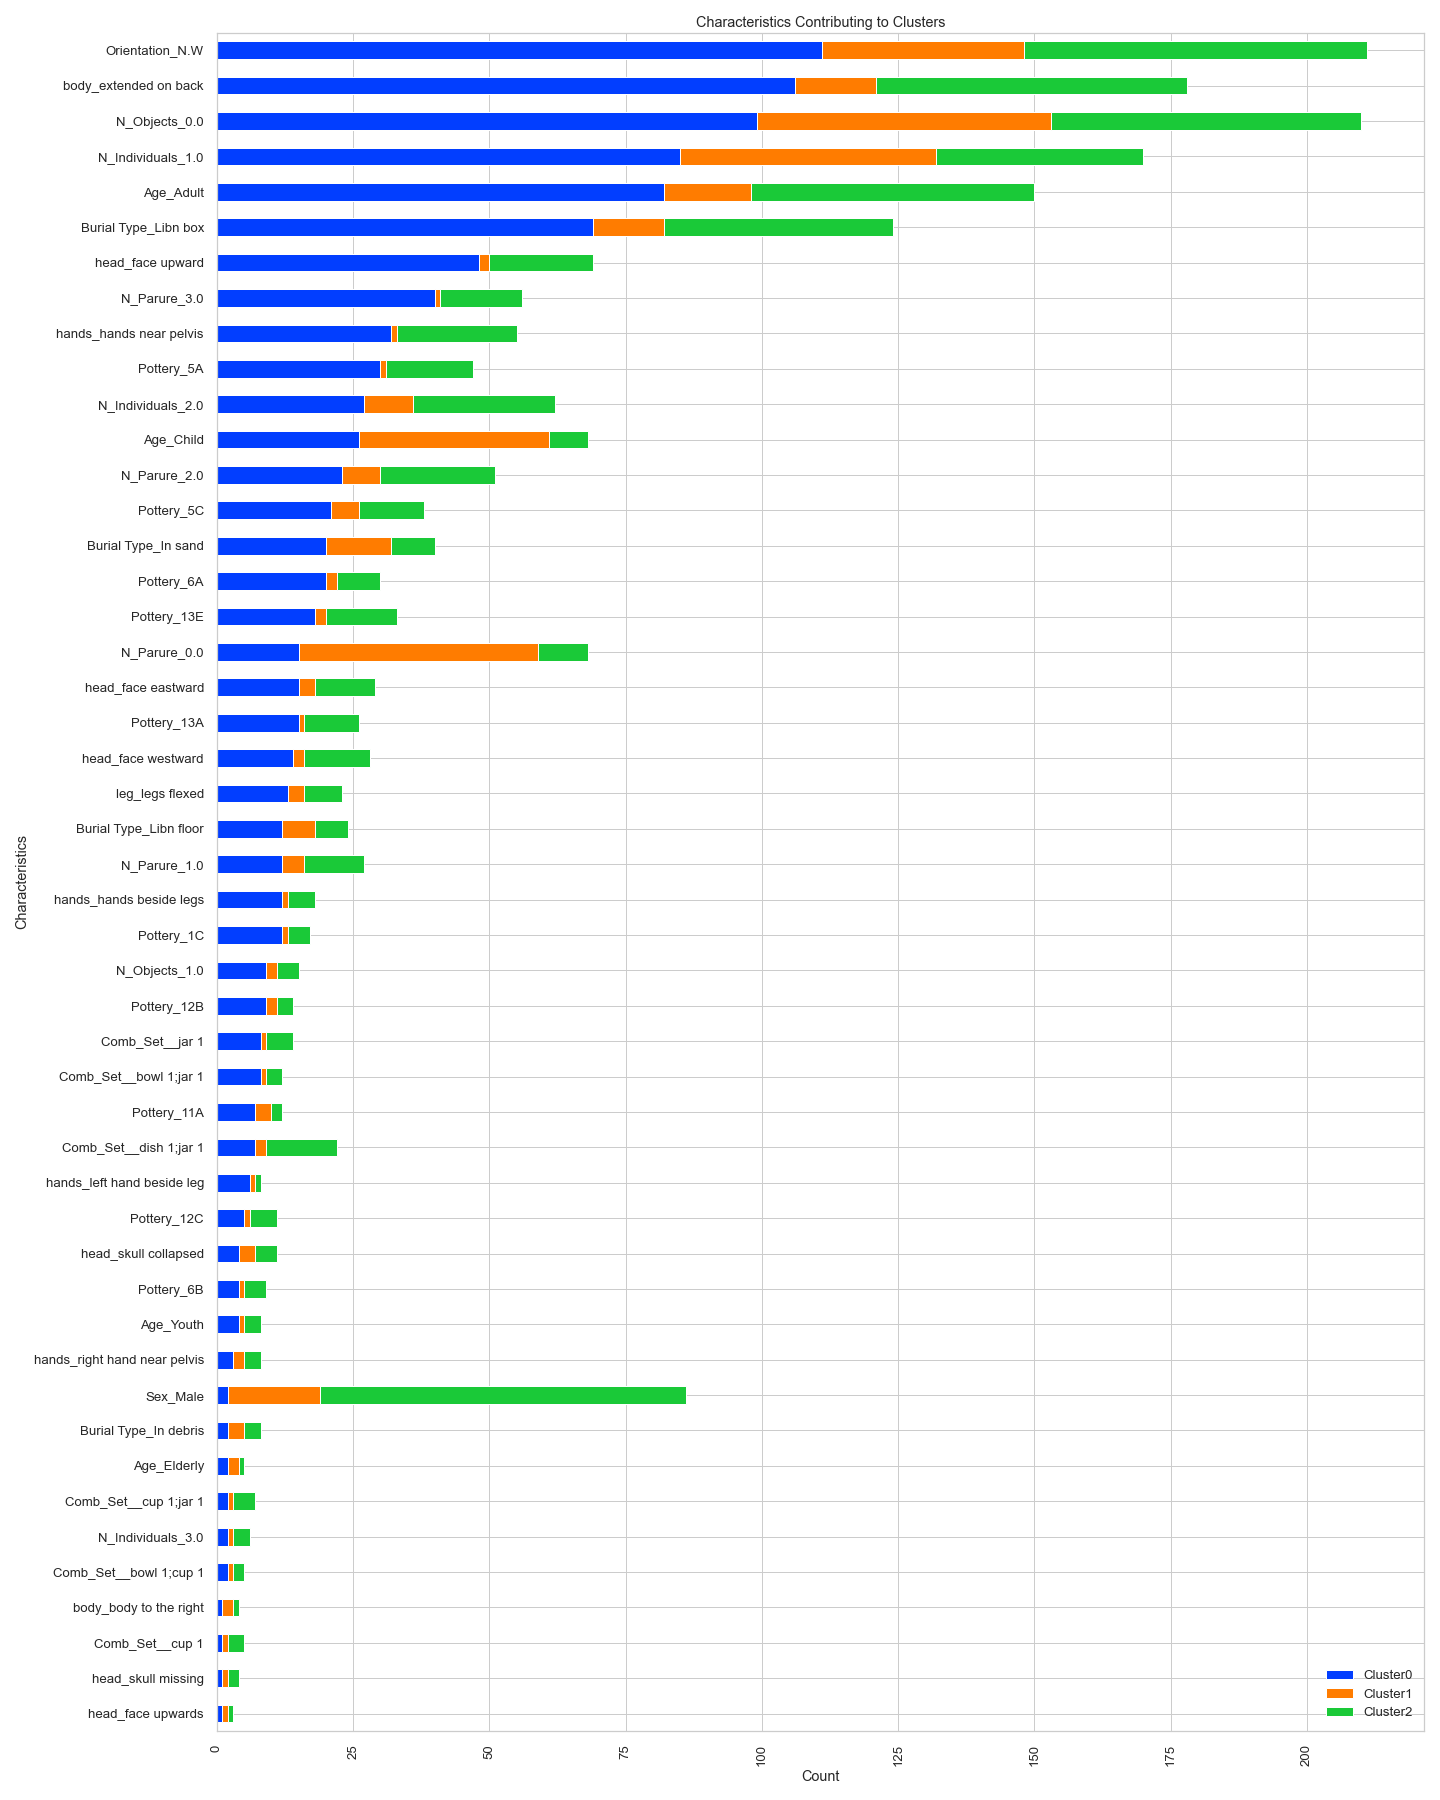 Characteristics Contributing to Clusters
Orientation_N.W
body_extended on back
N_Objects_0.0
N_Individuals_1.0
Age_Adult
Burial Type_Libn box
head_face upward
N_Parure_3.0
hands_hands near pelvis
Pottery_5A
N_Individuals_2.0
Age_Child
N_Parure_2.0
Pottery_5C
Burial Type_In sand
Pottery_6A
Pottery_13E
N_Parure_0.0
head_face eastward
Pottery_13A
head_face westward
leg_legs flexed
Burial Type_Libn floor
N_Parure_1.0
hands_hands beside legs
Pottery_1C
N_Objects_1.0
Pottery_12B
Comb_Set__jar 1
Comb_Set__bowl 1;jar 1
Pottery_11A
Comb_Set__dish 1;jar 1
hands_left hand beside leg
Pottery_12C
head_skull collapsed
Pottery_6B
Age_Youth
hands_right hand near pelvis
Sex_Male
Burial Type_In debris
Age_Elderly
Comb_Set__cup 1;jar 1
N_Individuals_3.0
Comb_Set__bowl 1;cup 1
body_body to the right
Comb_Set__cup 1
head_skull missing
head_face upwards
Characteristics
0 25 50 75 100 125 150 175 200
Count
Cluster0
Cluster1
Cluster2